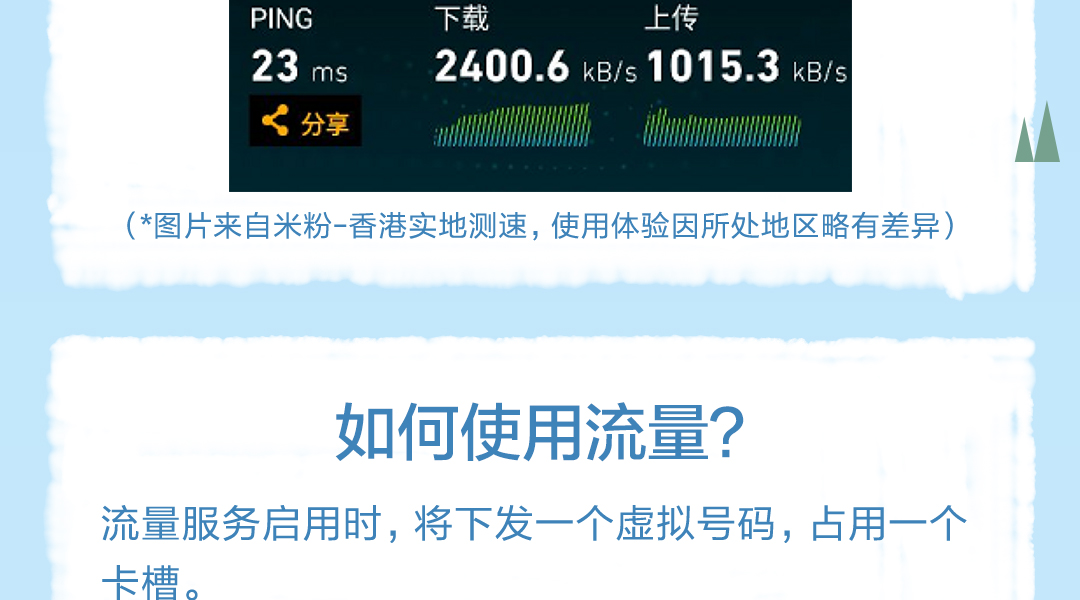 PING 下载 上传
23 ms 2400.6 kB/s 1015.3 kB/s
分享
（*图片来自米粉-香港实地测速，使用体验因所处地区略有差异）
如何使用流量？
流量服务启用时，将下发一个虚拟号码，占用一个
卡槽。